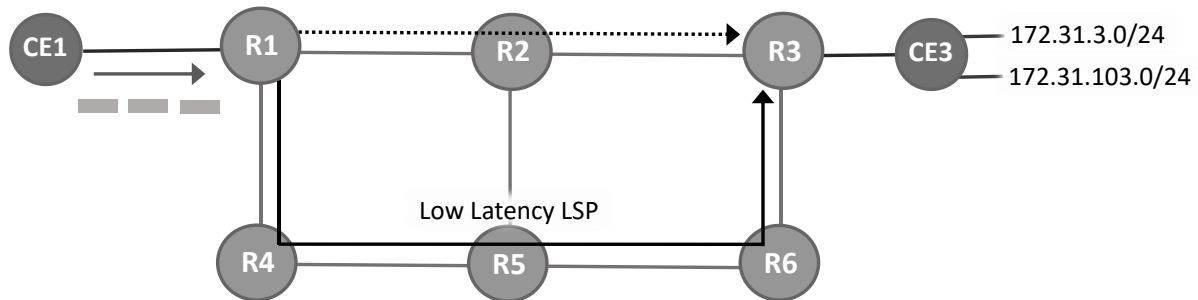 CE1
R1
R2
R3
CE3
172.31.3.0/24
172.31.103.0/24
Low Latency LSP
R4
R5
R6